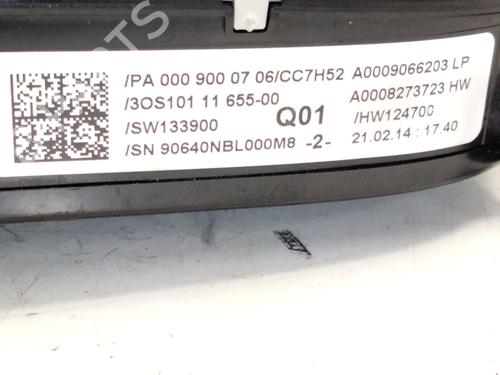 /PA 000 900 07 06/CC7H52 A0009066203 LP
/3OS101 11 655-00 A0008273723 HW
/SW133900 Q01 /HW124700
/SN 90640NBL000M8 -2- 21.02.14 : 17.40